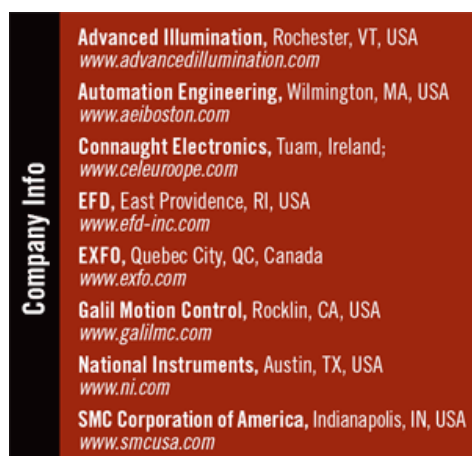 Company Info
Advanced Illumination, Rochester, VT, USA
www.advancedillumination.com
Automation Engineering, Wilmington, MA, USA
www.aeiboston.com
Connaught Electronics, Tuam, Ireland;
www.celeuroope.com
EFD, East Providence, RI, USA
www.efd-inc.com
EXFO, Quebec City, QC, Canada
www.exfo.com
Galil Motion Control, Rocklin, CA, USA
www.galilmc.com
National Instruments, Austin, TX, USA
www.ni.com
SMC Corporation of America, Indianapolis, IN, USA
www.smcusa.com